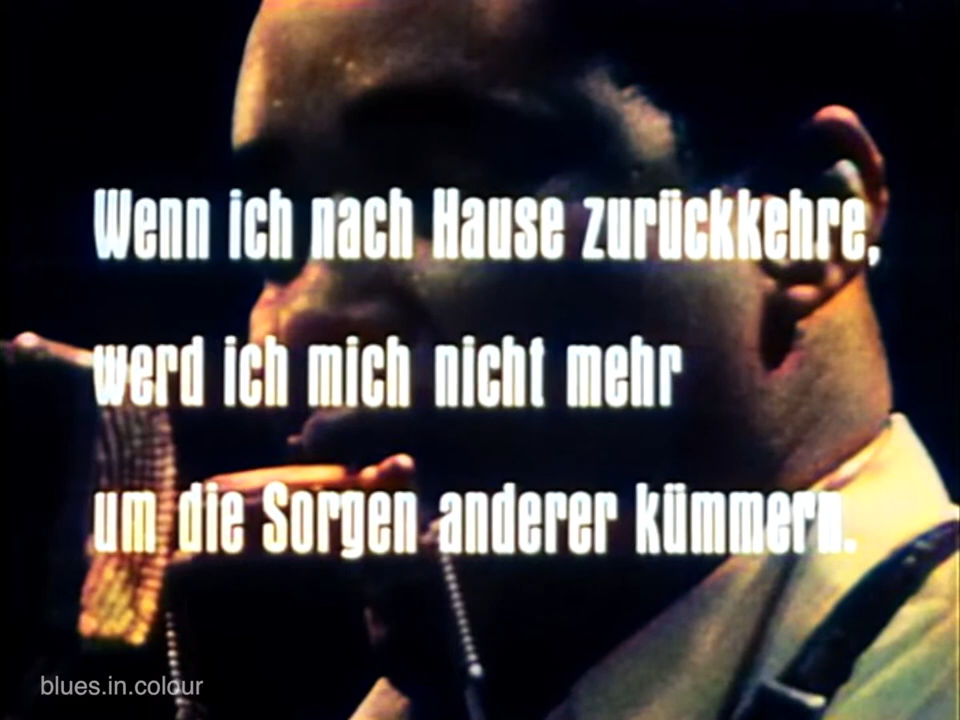 Wenn ich nach Hause zurückkehre,
werd ich mich nicht mehr
um die Sorgen anderer kümmern.
blues.in.colour